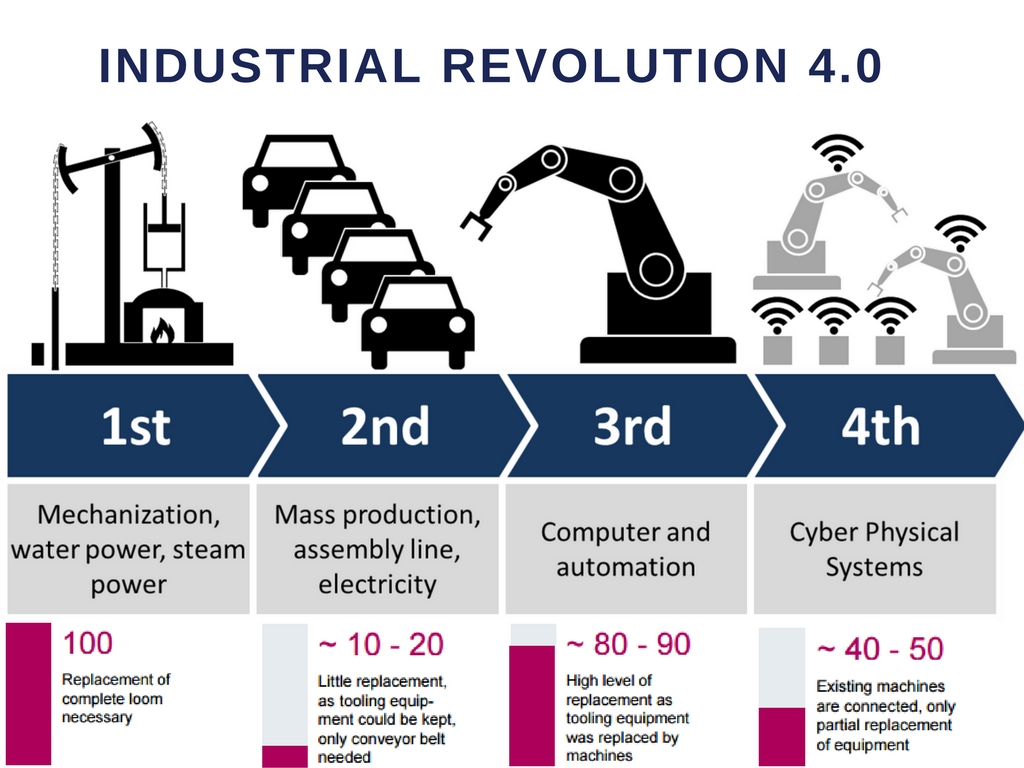 INDUSTRIAL REVOLUTION 4.0
1st
2nd
3rd
4th
Mechanization,
water power, steam
power
Mass production,
assembly line,
electricity
Computer and
automation
Cyber Physical
Systems
100
Replacement of
complete loom
necessary
~ 10 - 20
Little replacement,
as tooling equip-
ment could be kept,
only conveyor belt
needed
~ 80 - 90
High level of
replacement as
tooling equipment
was replaced by
machines
~ 40 - 50
Existing machines
are connected, only
partial replacement
of equipment